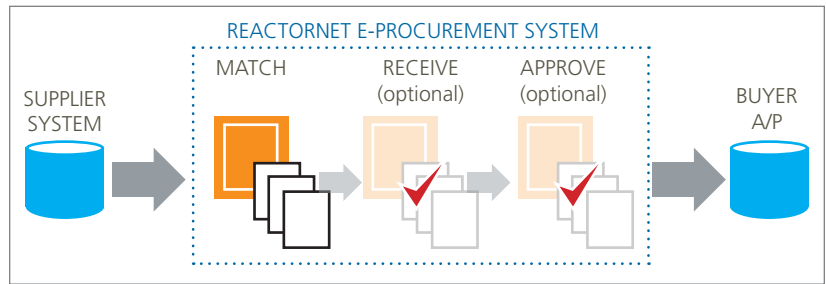 REACTORNET E-PROCUREMENT SYSTEM
MATCH
RECEIVE
(optional)
APPROVE
(optional)
SUPPLIER
SYSTEM
BUYER
A/P